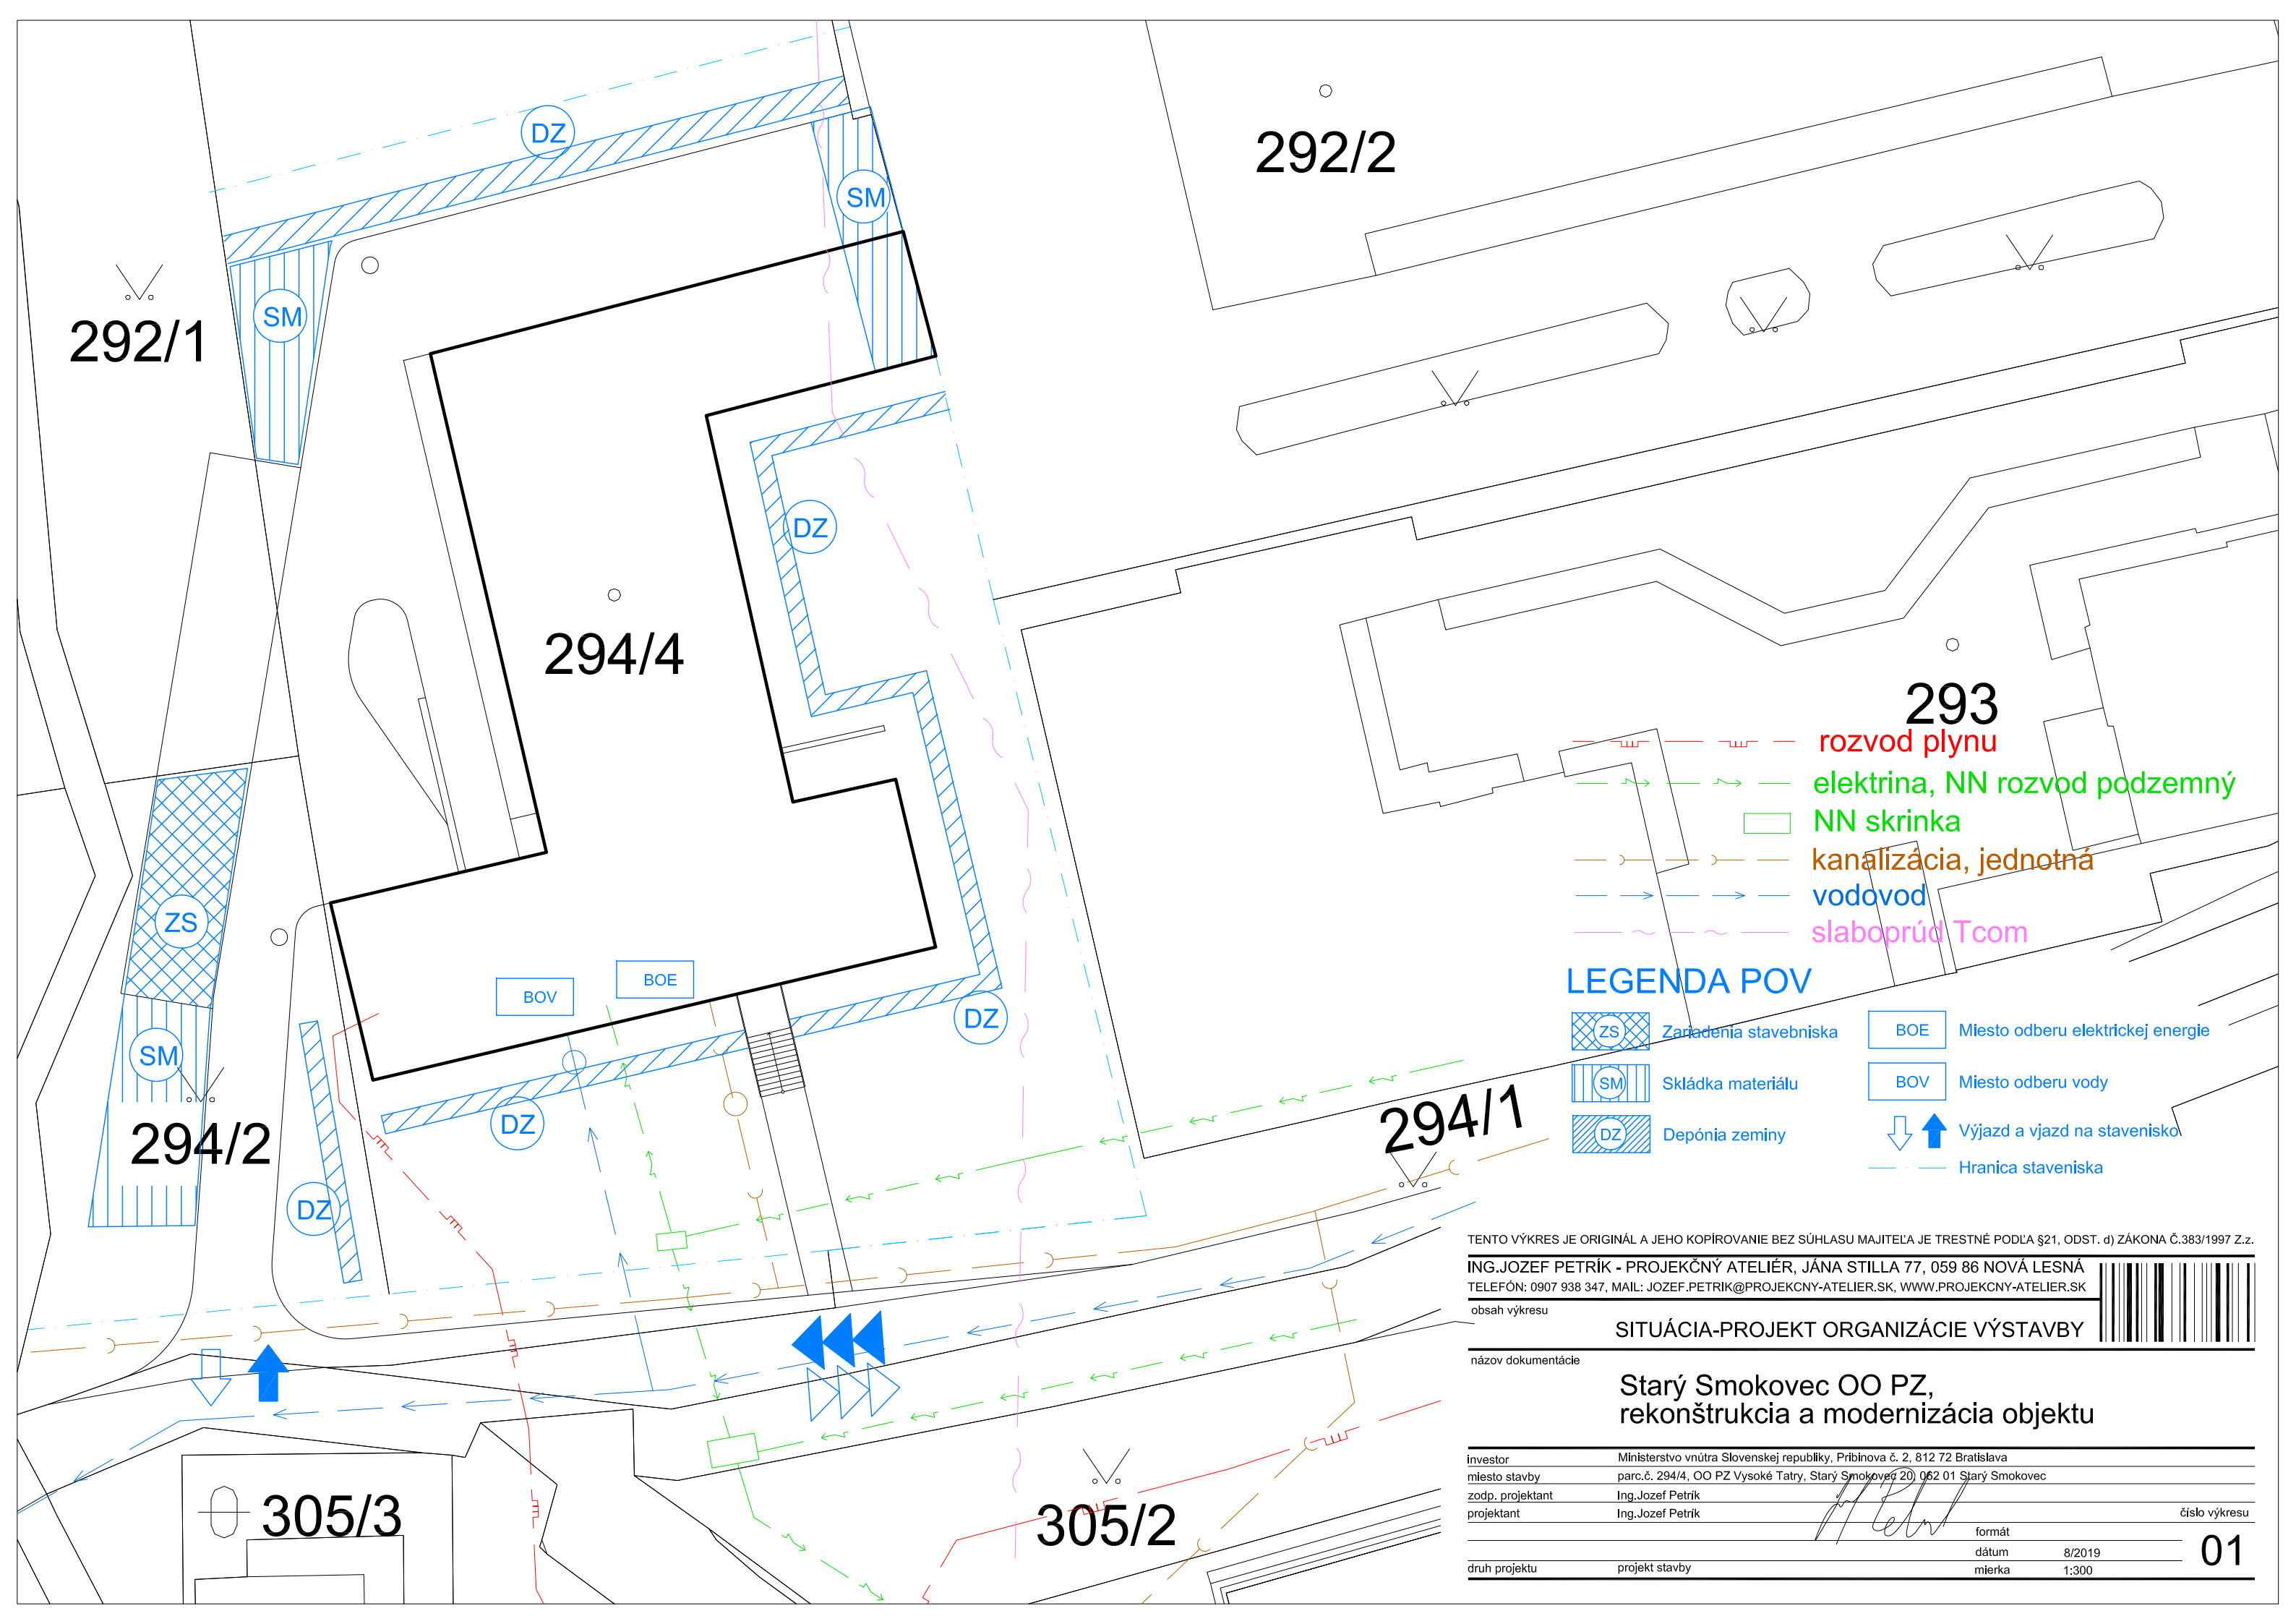 DZ
292/2
SM
SM
292/1
DZ
294/4
293
rozvod plynu
elektrina, NN rozvod podzemný
NN skrinka
kanalizácia, jednotná
vodovod
slaboprúd Tcom
ZS
BOV
BOE
DZ
SM
DZ
294/2
DZ
294/1
LEGENDA POV
ZS Zariadenia staveniska
SM Skládka materiálu
DZ Depónia zeminy
BOE Miesto odberu elektrickej energie
BOV Miesto odberu vody
Výjazd a vjazd na stavenisko
Hranica staveniska
TENTO VÝKRES JE ORIGINÁL A JEHO KOPÍROVANIE BEZ SÚHLASU MAJITEĽA JE TRESTNÉ PODĽA §21, ODST. d) ZÁKONA Č.383/1997 Z.z.
ING.JOZEF PETRÍK - PROJEKČNÝ ATELIÉR, JÁNA STILLA 77, 059 86 NOVÁ LESNÁ
TELEFÓN: 0907 938 347, MAIL: JOZEF.PETRIK@PROJEKCNY-ATELIER.SK, WWW.PROJEKCNY-ATELIER.SK
obsah výkresu
SITUÁCIA-PROJEKT ORGANIZÁCIE VÝSTAVBY
názov dokumentácie
Starý Smokovec OO PZ,
rekonštrukcia a modernizácia objektu
investor Ministerstvo vnútra Slovenskej republiky, Pribinova č. 2, 812 72 Bratislava
miesto stavby parc.č. 294/4, OO PZ Vysoké Tatry, Starý Smokovec 20, 062 01 Starý Smokovec
zodp. projektant Ing.Jozef Petrík
projektant Ing.Jozef Petrík
číslo výkresu
formát
dátum 8/2019
01
druh projektu projekt stavby
mierka 1:300
305/3
305/2